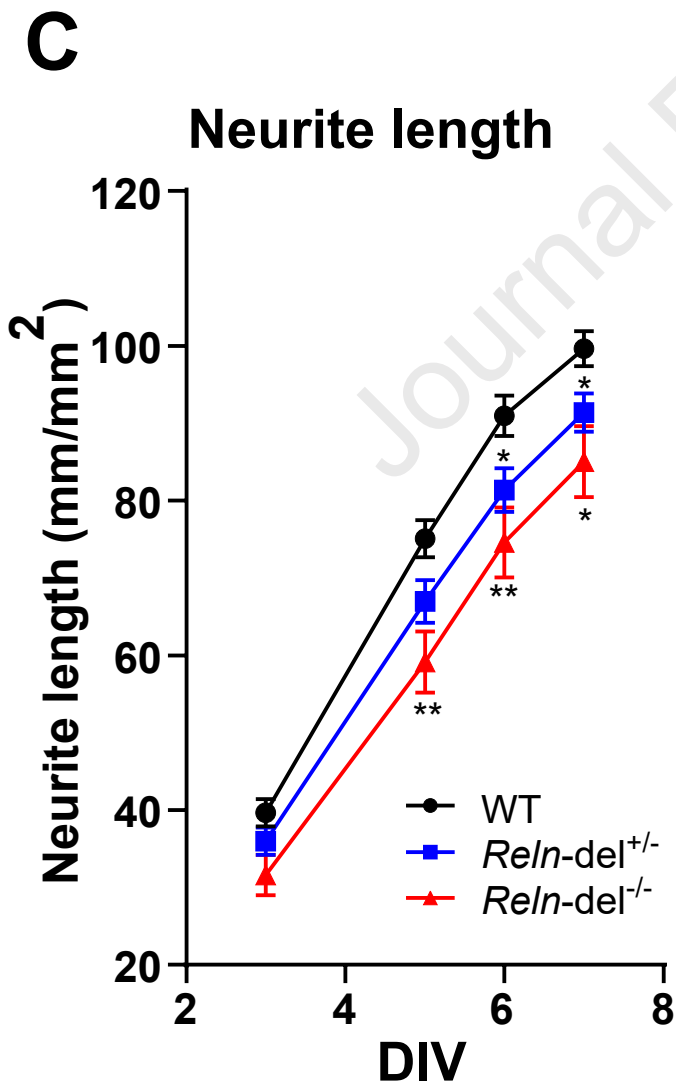 C
Neurite length
Neurite length (mm/mm²)
120
100
80
60
40
20
2
4
6
8
DIV
*
*
*
*
**
**
WT
Reln-del⁺/⁻
Reln-del⁻/⁻
Journal